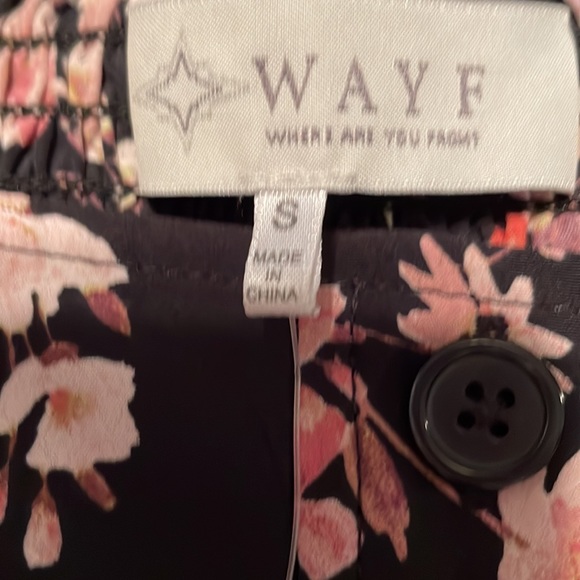 WAYF
WHERE ARE YOU FROM?
S
MADE
IN
CHINA